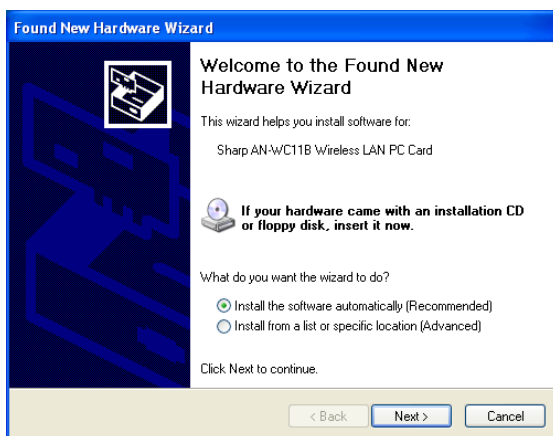 Found New Hardware Wizard
Welcome to the Found New
Hardware Wizard
This wizard helps you install software for:
Sharp AN-WC11B Wireless LAN PC Card
If your hardware came with an installation CD
or floppy disk, insert it now.
What do you want the wizard to do?
Install the software automatically (Recommended)
Install from a list or specific location (Advanced)
Click Next to continue.
< Back Next > Cancel